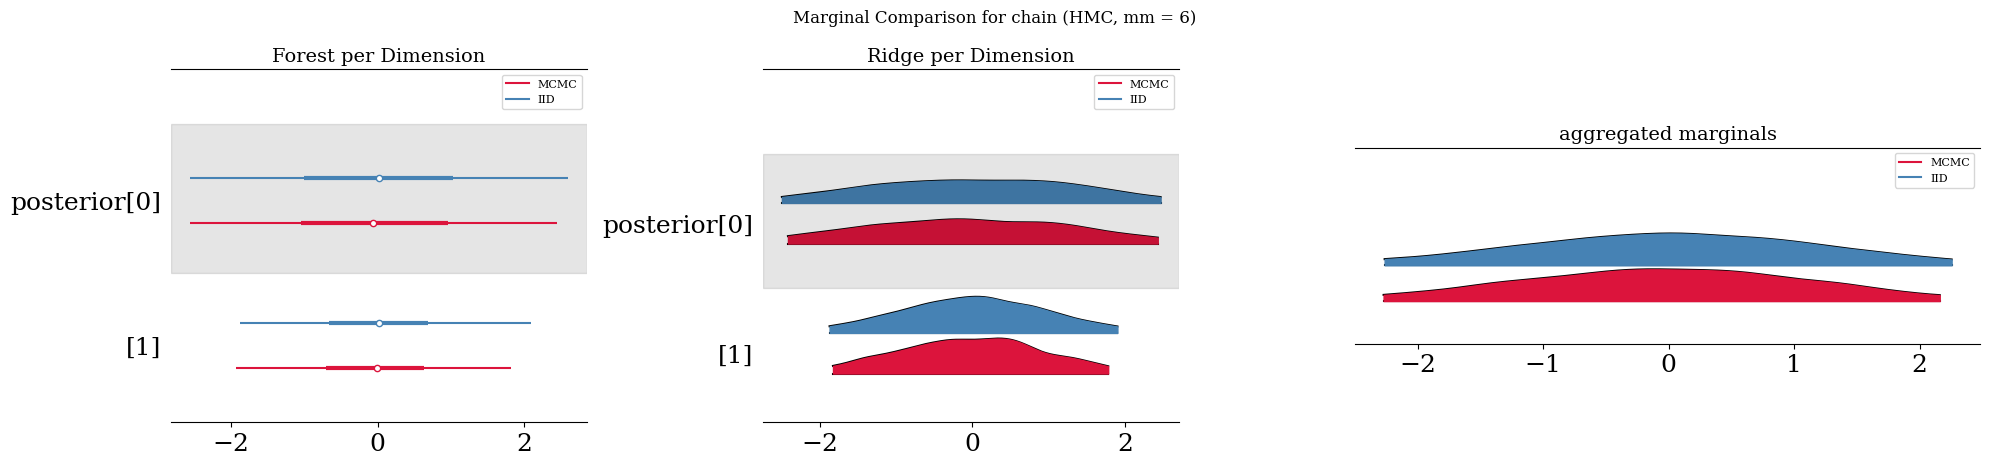 Marginal Comparison for chain (HMC, mm = 6)
Forest per Dimension
MCMC
IID
posterior[0]
[1]
−2 0 2
Ridge per Dimension
MCMC
IID
posterior[0]
[1]
−2 0 2
aggregated marginals
MCMC
IID
−2 −1 0 1 2